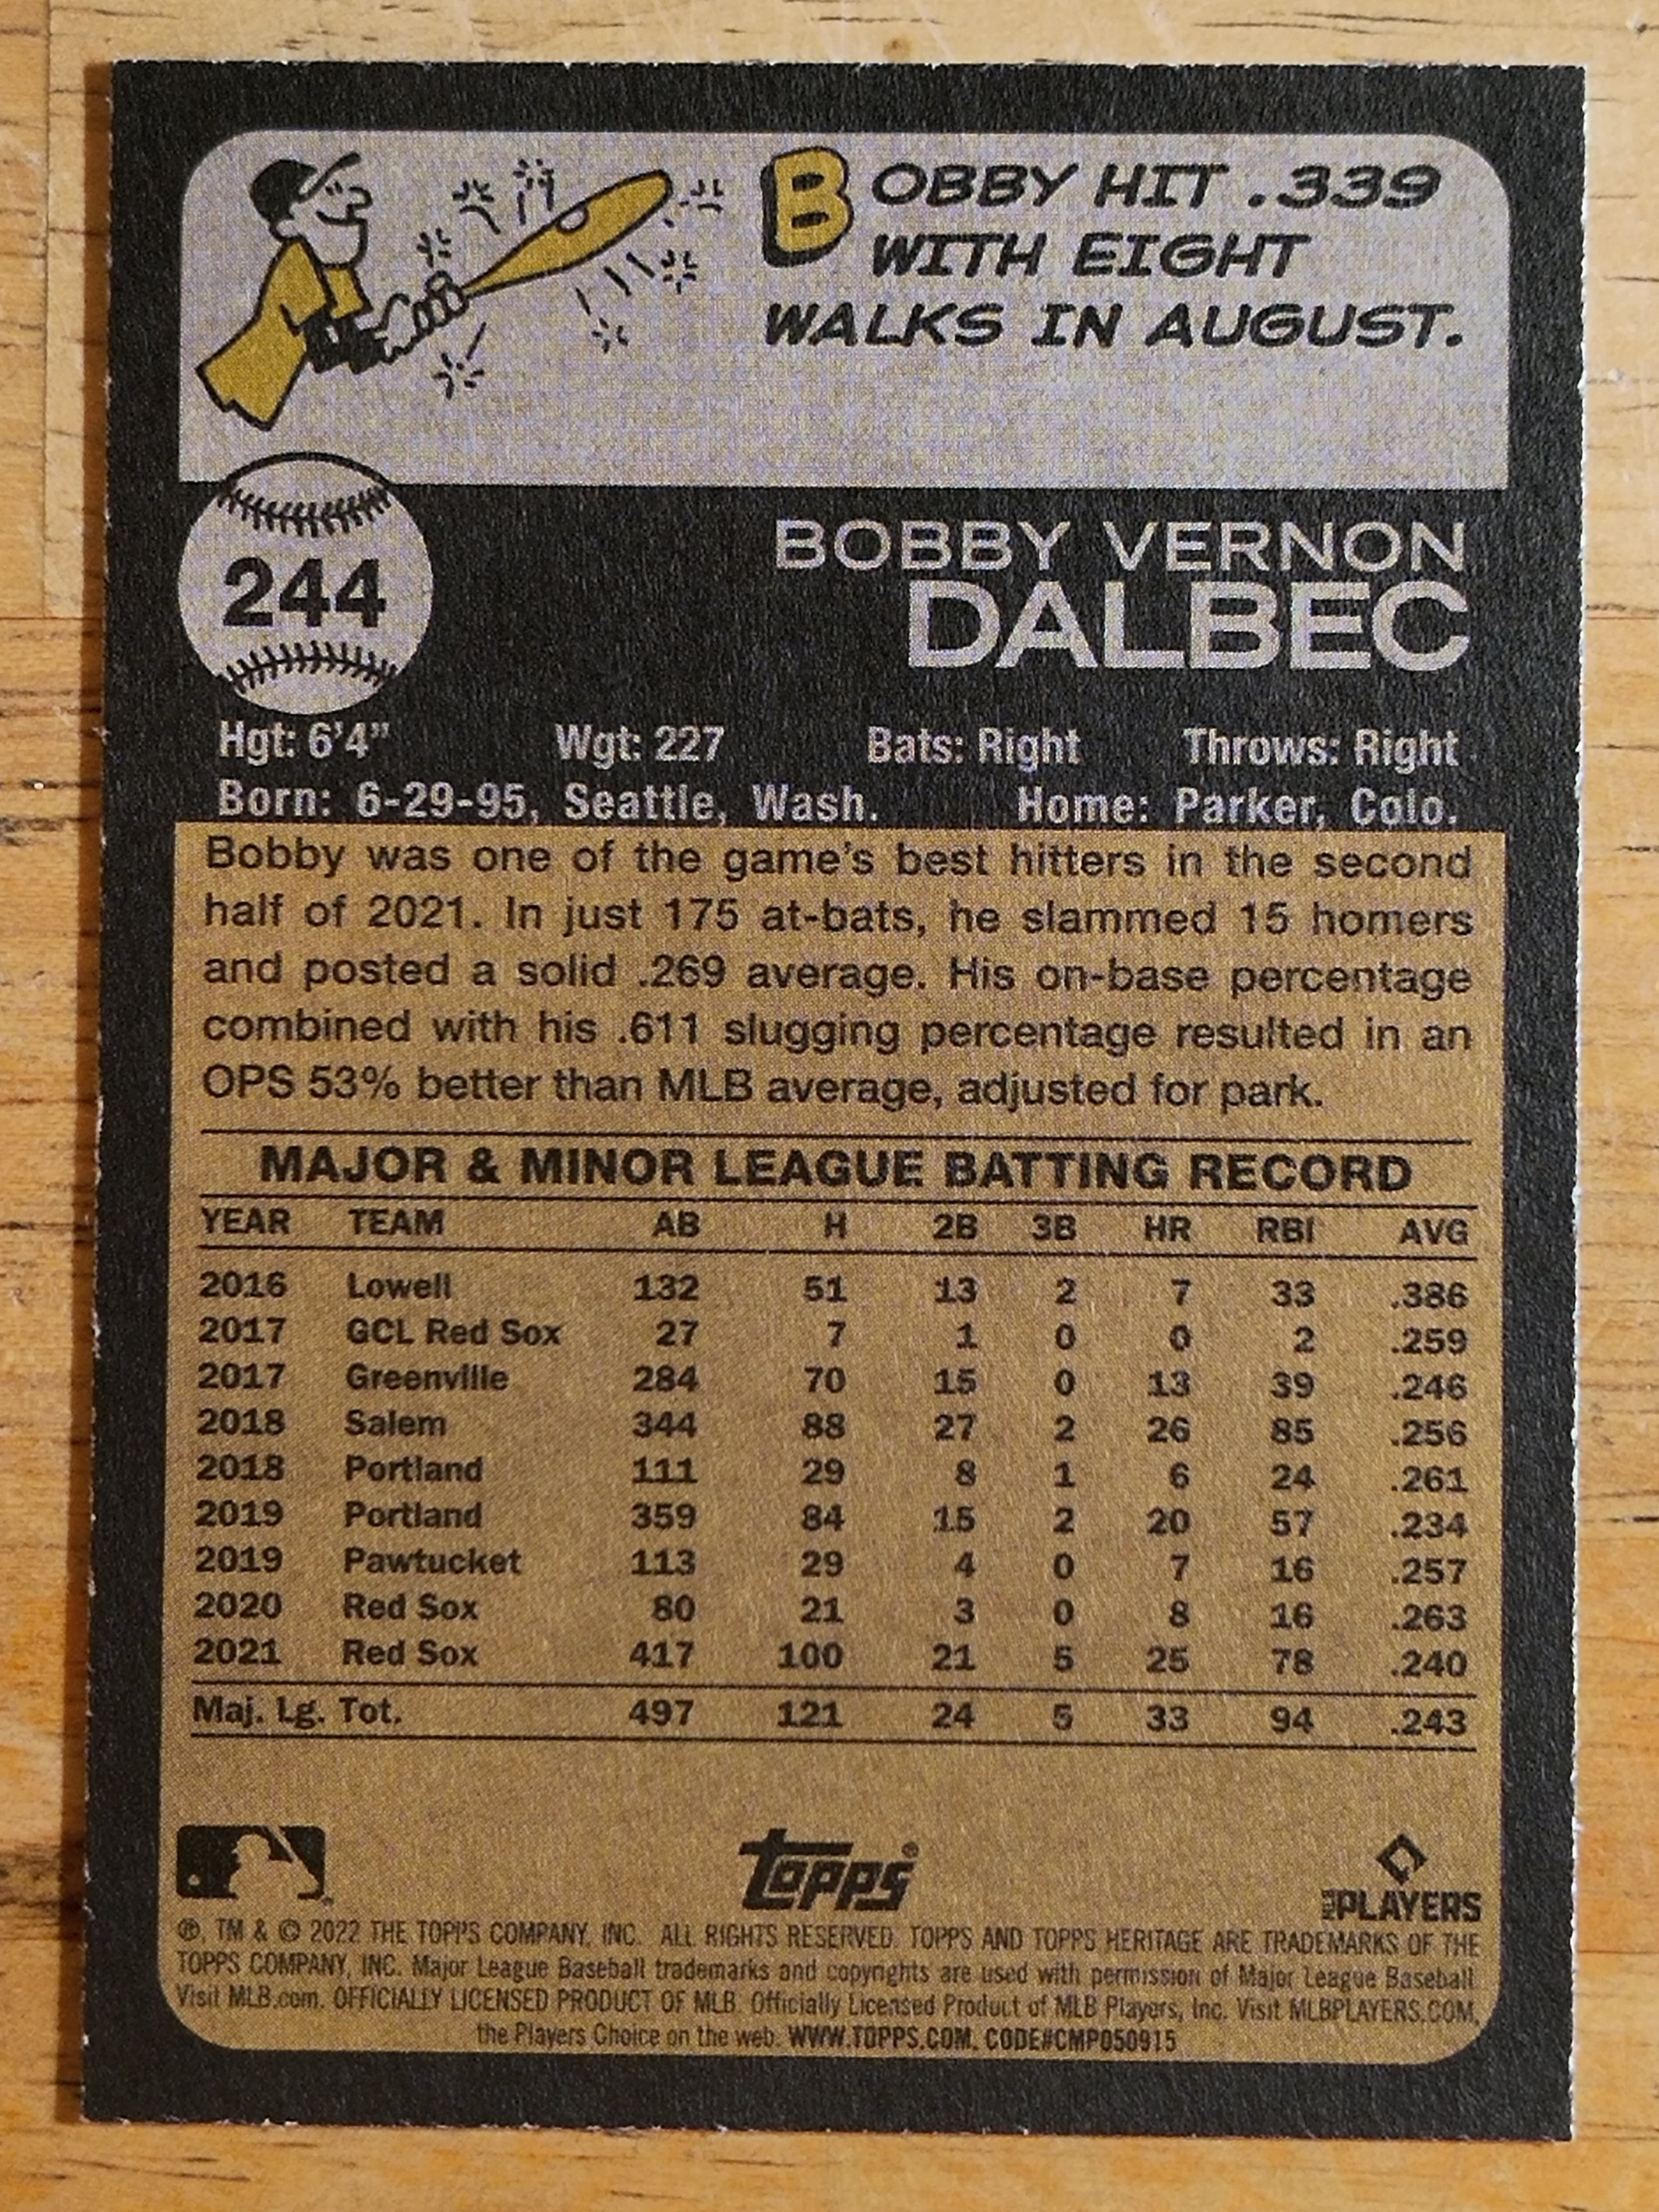 BOBBY HIT .339
WITH EIGHT
WALKS IN AUGUST.
244
BOBBY VERNON
DALBEC
Hgt: 6'4" Wgt: 227 Bats: Right Throws: Right
Born: 6-29-95, Seattle, Wash. Home: Parker, Colo.
Bobby was one of the game's best hitters in the second
half of 2021. In just 175 at-bats, he slammed 15 homers
and posted a solid .269 average. His on-base percentage
combined with his .611 slugging percentage resulted in an
OPS 53% better than MLB average, adjusted for park.
MAJOR & MINOR LEAGUE BATTING RECORD
YEAR TEAM AB H 2B 3B HR RBI AVG
2016 Lowell 132 51 13 2 7 33 .386
2017 GCL Red Sox 27 7 1 0 0 2 .259
2017 Greenville 284 70 15 0 13 39 .246
2018 Salem 344 88 27 2 26 85 .256
2018 Portland 111 29 8 1 6 24 .261
2019 Portland 359 84 15 2 20 57 .234
2019 Pawtucket 113 29 4 0 7 16 .257
2020 Red Sox 80 21 3 0 8 16 .263
2021 Red Sox 417 100 21 5 25 78 .240
Maj. Lg. Tot. 497 121 24 5 33 94 .243
topps®
PLAYERS
®, TM & © 2022 THE TOPPS COMPANY, INC. ALL RIGHTS RESERVED. TOPPS AND TOPPS HERITAGE ARE TRADEMARKS OF THE
TOPPS COMPANY, INC. Major League Baseball trademarks and copyrights are used with permission of Major League Baseball.
Visit MLB.com. OFFICIALLY LICENSED PRODUCT OF MLB. Officially Licensed Product of MLB Players, Inc. Visit MLBPLAYERS.COM,
the Players Choice on the web. WWW.TOPPS.COM. CODE#CMP050915